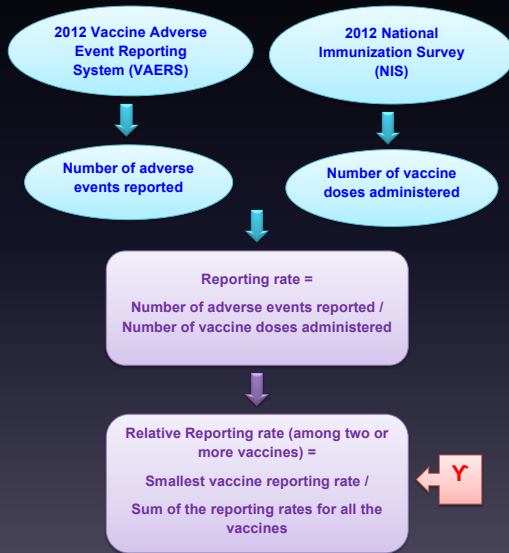 2012 Vaccine Adverse
Event Reporting
System (VAERS)
2012 National
Immunization Survey
(NIS)
Number of adverse
events reported
Number of vaccine
doses administered
Reporting rate =
Number of adverse events reported /
Number of vaccine doses administered
Relative Reporting rate (among two or
more vaccines) =
Smallest vaccine reporting rate /
Sum of the reporting rates for all the
vaccines
ϒ